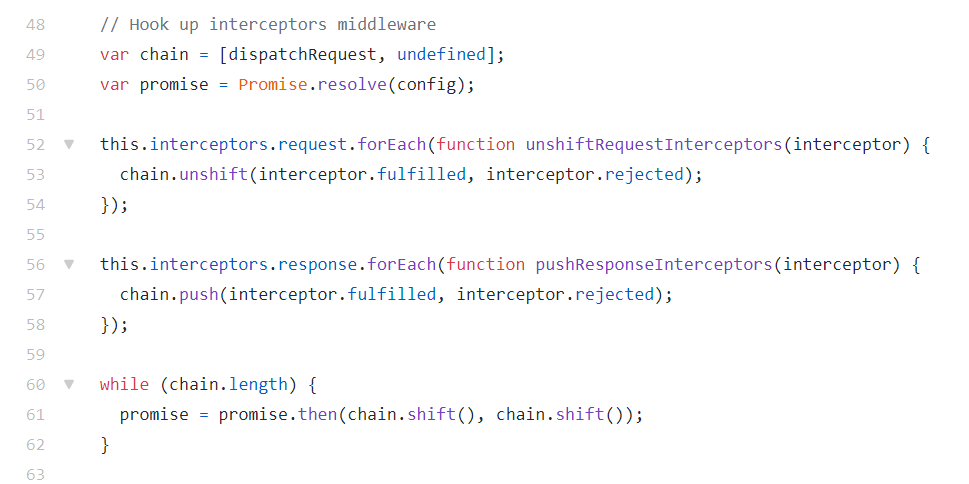 48 // Hook up interceptors middleware
49 var chain = [dispatchRequest, undefined];
50 var promise = Promise.resolve(config);
51
52 ▼ this.interceptors.request.forEach(function unshiftRequestInterceptors(interceptor) {
53 chain.unshift(interceptor.fulfilled, interceptor.rejected);
54 });
55
56 ▼ this.interceptors.response.forEach(function pushResponseInterceptors(interceptor) {
57 chain.push(interceptor.fulfilled, interceptor.rejected);
58 });
59
60 ▼ while (chain.length) {
61 promise = promise.then(chain.shift(), chain.shift());
62 }
63